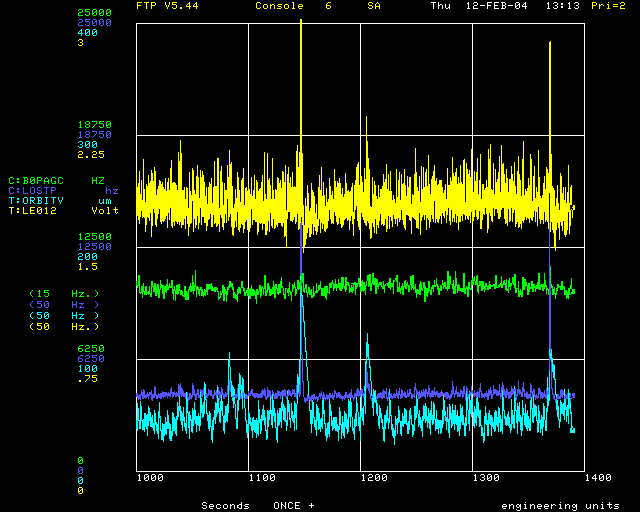 FTP V5.44 Console 6 SA Thu 12-FEB-04 13:13 Pri=2
25000
25000
400
3
18750
18750
300
2.25
C:B0PAGC HZ
C:LOSTP hz
T:ORBITV um
T:LE012 Volt
12500
12500
200
1.5
(15 Hz.)
(50 Hz.)
(50 Hz.)
(50 Hz.)
6250
6250
100
.75
0
0
0
0
1000 1100 1200 1300 1400
Seconds ONCE + engineering units